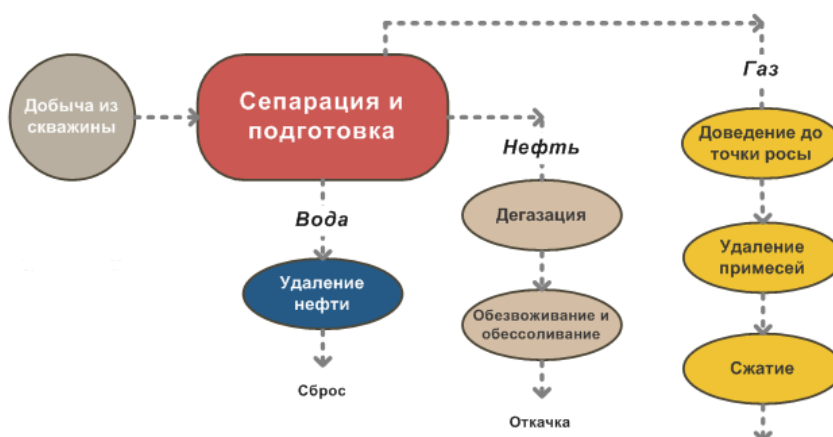 Добыча из
скважины
Сепарация и
подготовка
Вода
Удаление
нефти
Сброс
Нефть
Дегазация
Обезвоживание и
обессоливание
Откачка
Газ
Доведение до
точки росы
Удаление
примесей
Сжатие